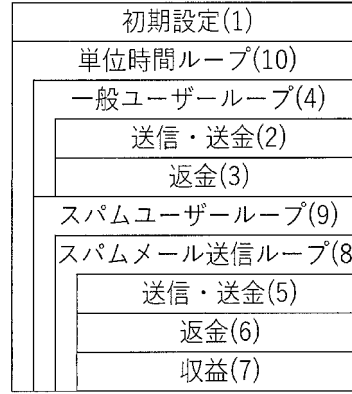 初期設定(1)
単位時間ループ(10)
一般ユーザーループ(4)
送信・送金(2)
返金(3)
スパムユーザーループ(9)
スパムメール送信ループ(8
送信・送金(5)
返金(6)
収益(7)